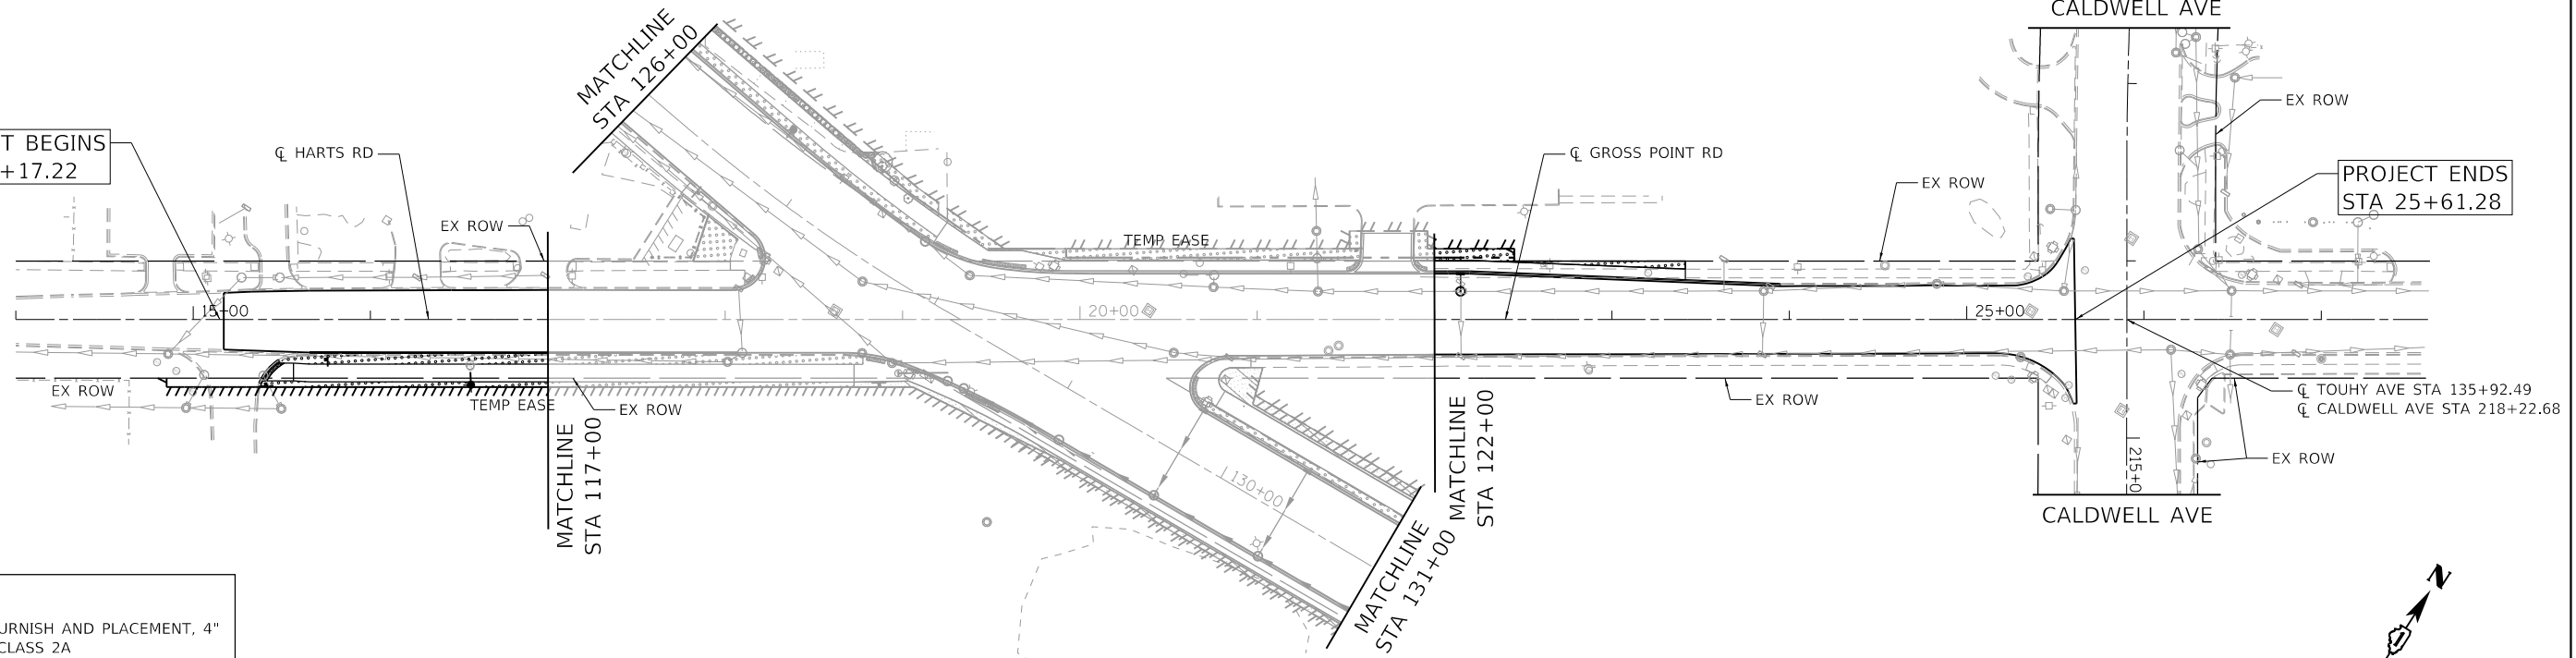 CALDWELL AVE
MATCHLINE
STA 126+00
EX ROW
T BEGINS
+17.22
℄ HARTS RD
℄ GROSS POINT RD
EX ROW
PROJECT ENDS
STA 25+61.28
EX ROW
TEMP EASE
15+00
20+00
25+00
EX ROW
TEMP EASE
EX ROW
EX ROW
℄ TOUHY AVE STA 135+92.49
℄ CALDWELL AVE STA 218+22.68
MATCHLINE
STA 117+00
MATCHLINE
STA 122+00
130+00
215+0
EX ROW
CALDWELL AVE
MATCHLINE
STA 131+00
N
URNISH AND PLACEMENT, 4"
CLASS 2A